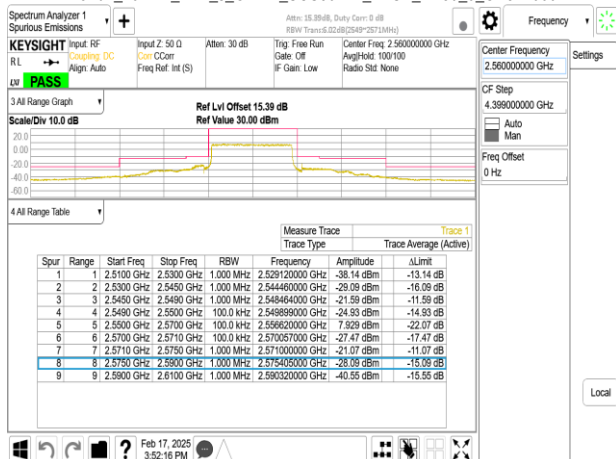 Spectrum Analyzer 1
Spurious Emissions
Attn: 15.39dB, Duty Corr: 0 dB
RBW Trans:6.02dB(2549~2571MHz)
Frequency
KEYSIGHT
RL
LXI
PASS
Input: RF
Coupling: DC
Align: Auto
Input Z: 50 Ω
Corr CCorr
Freq Ref: Int (S)
Atten: 30 dB
Trig: Free Run
Gate: Off
IF Gain: Low
Center Freq: 2.560000000 GHz
Avg|Hold: 100/100
Radio Std: None
Center Frequency
2.560000000 GHz
Settings
CF Step
4.399000000 GHz
Auto
Man
Freq Offset
0 Hz
3 All Range Graph
Scale/Div 10.0 dB
Ref Lvl Offset 15.39 dB
Ref Value 30.00 dBm
20.0
0.00
-20.0
-40.0
-60.0
4 All Range Table
Measure Trace Trace 1
Trace Type Trace Average (Active)
Spur Range Start Freq Stop Freq RBW Frequency Amplitude ΔLimit
1 1 2.5100 GHz 2.5300 GHz 1.000 MHz 2.529120000 GHz -38.14 dBm -13.14 dB
2 2 2.5300 GHz 2.5450 GHz 1.000 MHz 2.544460000 GHz -29.09 dBm -16.09 dB
3 3 2.5450 GHz 2.5490 GHz 1.000 MHz 2.548464000 GHz -21.59 dBm -11.59 dB
4 4 2.5490 GHz 2.5500 GHz 100.0 kHz 2.549899000 GHz -24.93 dBm -14.93 dB
5 5 2.5500 GHz 2.5700 GHz 100.0 kHz 2.556620000 GHz 7.929 dBm -22.07 dB
6 6 2.5700 GHz 2.5710 GHz 100.0 kHz 2.570057000 GHz -27.47 dBm -17.47 dB
7 7 2.5710 GHz 2.5750 GHz 1.000 MHz 2.571000000 GHz -21.07 dBm -11.07 dB
8 8 2.5750 GHz 2.5900 GHz 1.000 MHz 2.575405000 GHz -28.09 dBm -15.09 dB
9 9 2.5900 GHz 2.6100 GHz 1.000 MHz 2.590320000 GHz -40.55 dBm -15.55 dB
Local
Feb 17, 2025
3:52:16 PM